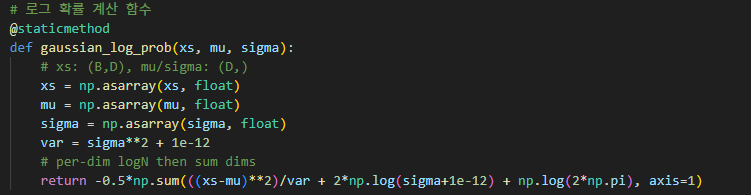 # 로그 확률 계산 함수
@staticmethod
def gaussian_log_prob(xs, mu, sigma):
    # xs: (B,D), mu/sigma: (D,)
    xs = np.asarray(xs, float)
    mu = np.asarray(mu, float)
    sigma = np.asarray(sigma, float)
    var = sigma**2 + 1e-12
    # per-dim logN then sum dims
    return -0.5*np.sum(((xs-mu)**2)/var + 2*np.log(sigma+1e-12) + np.log(2*np.pi), axis=1)